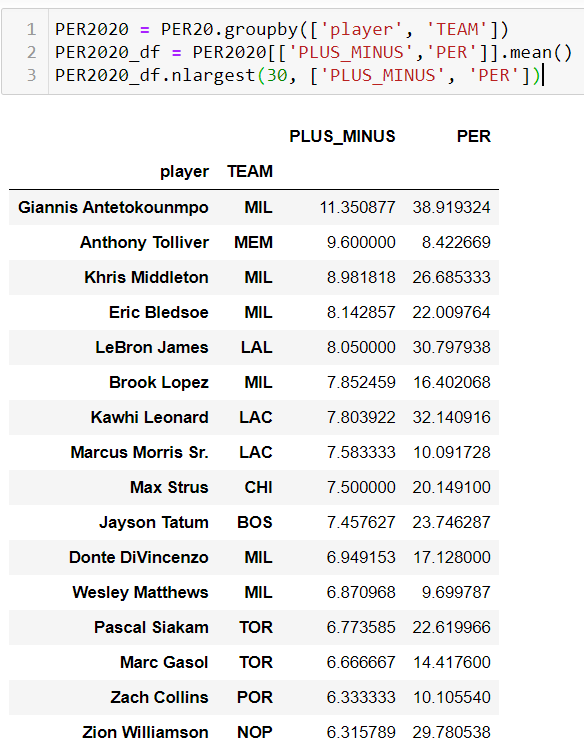 1 PER2020 = PER20.groupby(['player', 'TEAM'])
2 PER2020_df = PER2020[['PLUS_MINUS','PER']].mean()
3 PER2020_df.nlargest(30, ['PLUS_MINUS', 'PER'])
PLUS_MINUS PER
player TEAM
Giannis Antetokounmpo MIL 11.350877 38.919324
Anthony Tolliver MEM 9.600000 8.422669
Khris Middleton MIL 8.981818 26.685333
Eric Bledsoe MIL 8.142857 22.009764
LeBron James LAL 8.050000 30.797938
Brook Lopez MIL 7.852459 16.402068
Kawhi Leonard LAC 7.803922 32.140916
Marcus Morris Sr. LAC 7.583333 10.091728
Max Strus CHI 7.500000 20.149100
Jayson Tatum BOS 7.457627 23.746287
Donte DiVincenzo MIL 6.949153 17.128000
Wesley Matthews MIL 6.870968 9.699787
Pascal Siakam TOR 6.773585 22.619966
Marc Gasol TOR 6.666667 14.417600
Zach Collins POR 6.333333 10.105540
Zion Williamson NOP 6.315789 29.780538